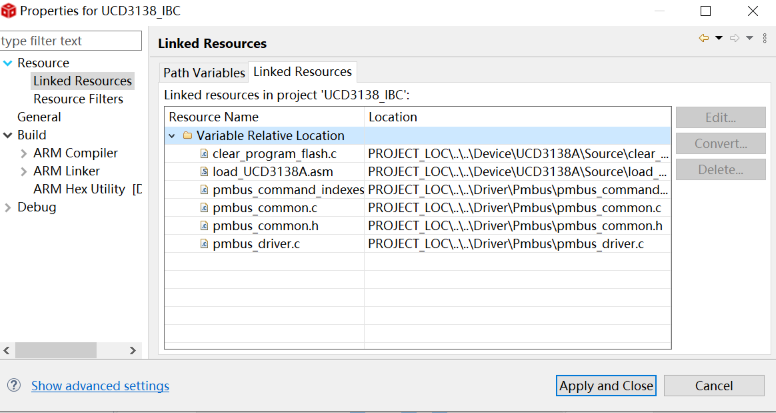 Properties for UCD3138_IBC
type filter text
Resource
Linked Resources
Resource Filters
General
Build
ARM Compiler
ARM Linker
ARM Hex Utility [D
Debug
Linked Resources
Path Variables Linked Resources
Linked resources in project 'UCD3138_IBC':
Resource Name Location
Variable Relative Location
clear_program_flash.c PROJECT_LOC\..\..\Device\UCD3138A\Source\clear_...
load_UCD3138A.asm PROJECT_LOC\..\..\Device\UCD3138A\Source\load_...
pmbus_command_indexes PROJECT_LOC\..\..\Driver\Pmbus\pmbus_command...
pmbus_common.c PROJECT_LOC\..\..\Driver\Pmbus\pmbus_common.c
pmbus_common.h PROJECT_LOC\..\..\Driver\Pmbus\pmbus_common.h
pmbus_driver.c PROJECT_LOC\..\..\Driver\Pmbus\pmbus_driver.c
Edit...
Convert...
Delete...
Show advanced settings
Apply and Close
Cancel